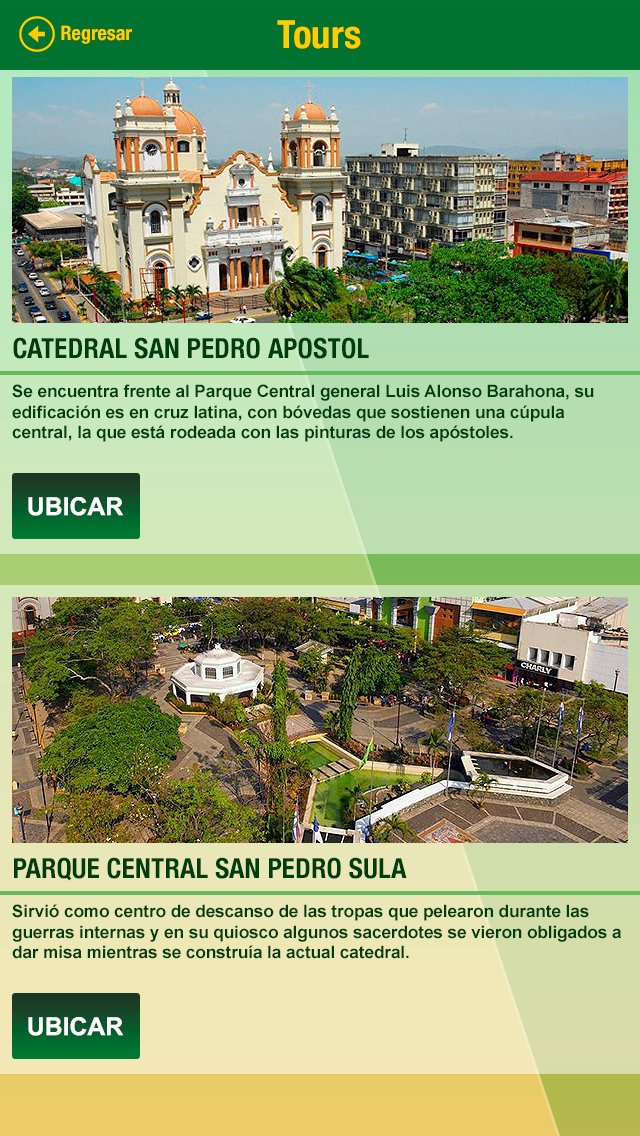 Regresar
Tours
CATEDRAL SAN PEDRO APOSTOL
Se encuentra frente al Parque Central general Luis Alonso Barahona, su
edificación es en cruz latina, con bóvedas que sostienen una cúpula
central, la que está rodeada con las pinturas de los apóstoles.
UBICAR
CHARLY
PARQUE CENTRAL SAN PEDRO SULA
Sirvió como centro de descanso de las tropas que pelearon durante las
guerras internas y en su quiosco algunos sacerdotes se vieron obligados a
dar misa mientras se construía la actual catedral.
UBICAR